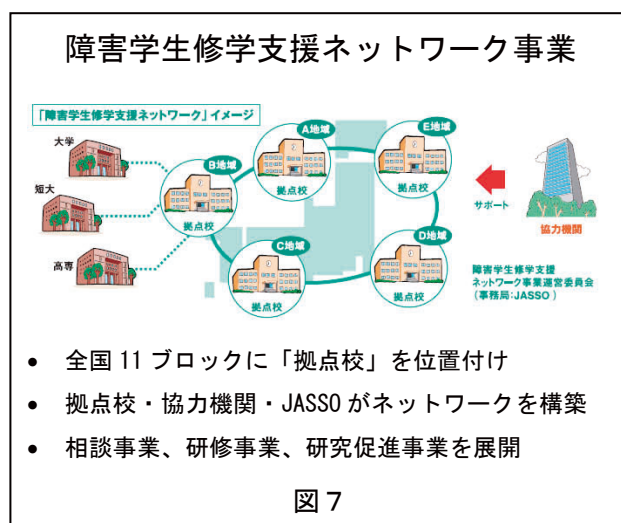 障害学生修学支援ネットワーク事業
「障害学生修学支援ネットワーク」イメージ
大学
短大
高専
A地域
拠点校
B地域
拠点校
C地域
拠点校
D地域
拠点校
E地域
拠点校
サポート
協力機関
障害学生修学支援
ネットワーク事業運営委員会
(事務局:JASSO)
• 全国 11 ブロックに「拠点校」を位置付け
• 拠点校・協力機関・JASSO がネットワークを構築
• 相談事業、研修事業、研究促進事業を展開
図7